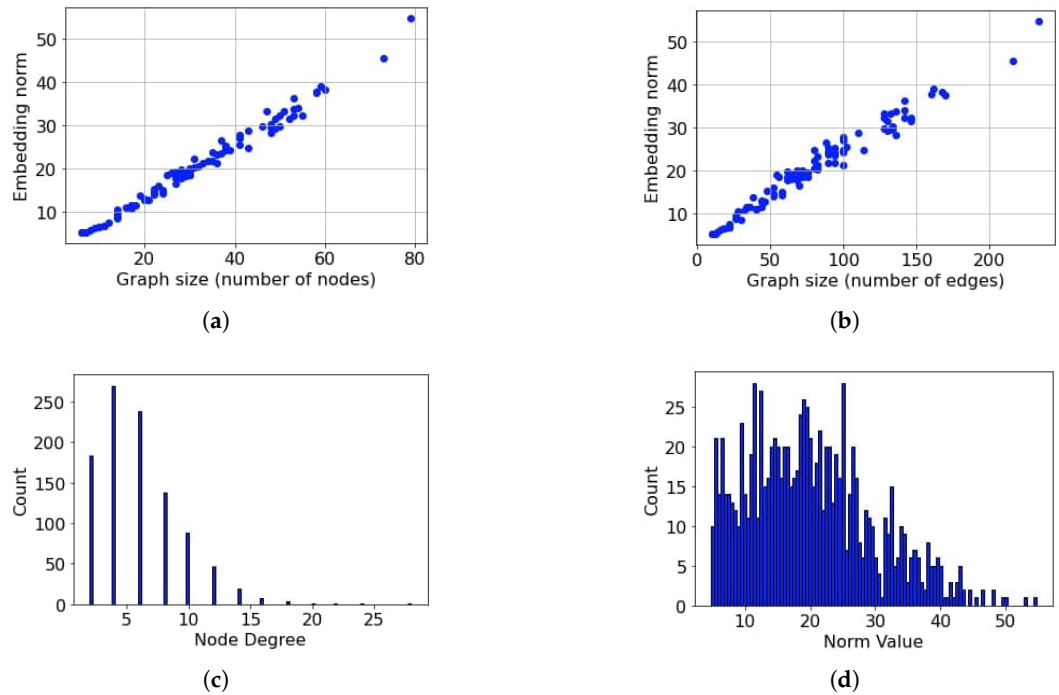 50
40
30
20
10
Embedding norm
20 40 60 80
Graph size (number of nodes)
(a)
50
40
30
20
10
Embedding norm
0 50 100 150 200
Graph size (number of edges)
(b)
250
200
150
100
50
0
Count
5 10 15 20 25
Node Degree
(c)
25
20
15
10
5
0
Count
10 20 30 40 50
Norm Value
(d)